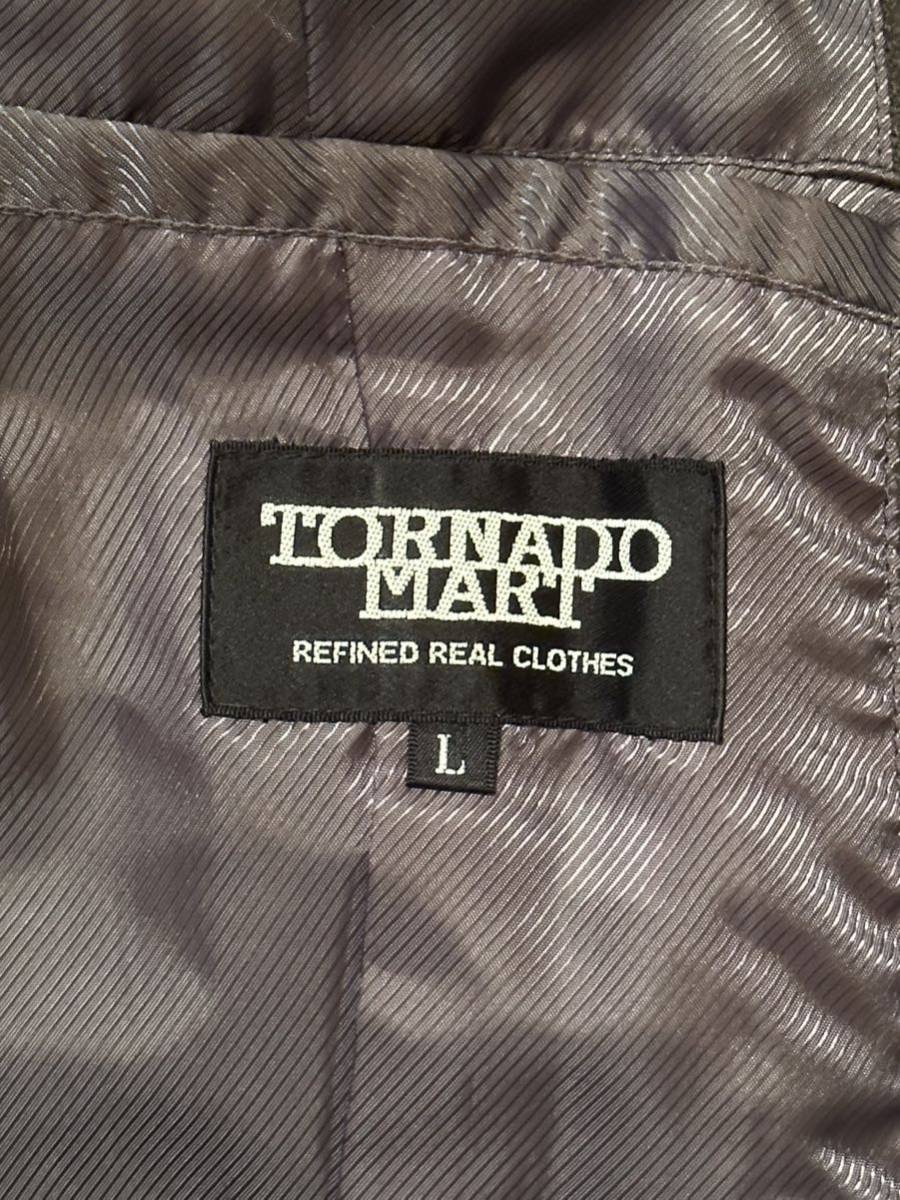 TORNADO
MART
REFINED REAL CLOTHES
L